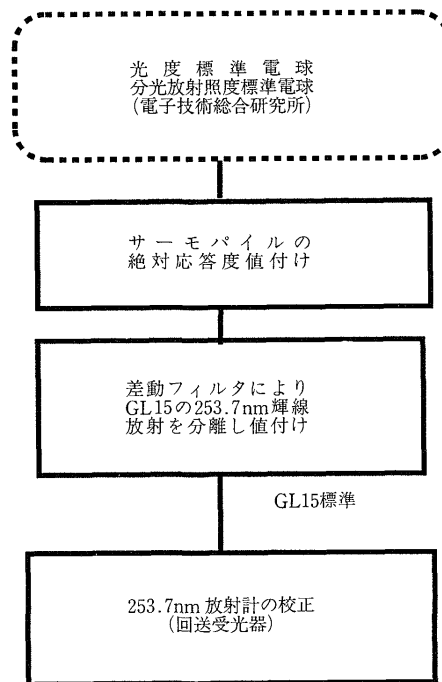 光度標準電球
分光放射照度標準電球
(電子技術総合研究所)
サーモパイルの
絶対応答度値付け
差動フィルタにより
GL15の253.7nm輝線
放射を分離し値付け
GL15標準
253.7nm放射計の校正
(回送受光器)